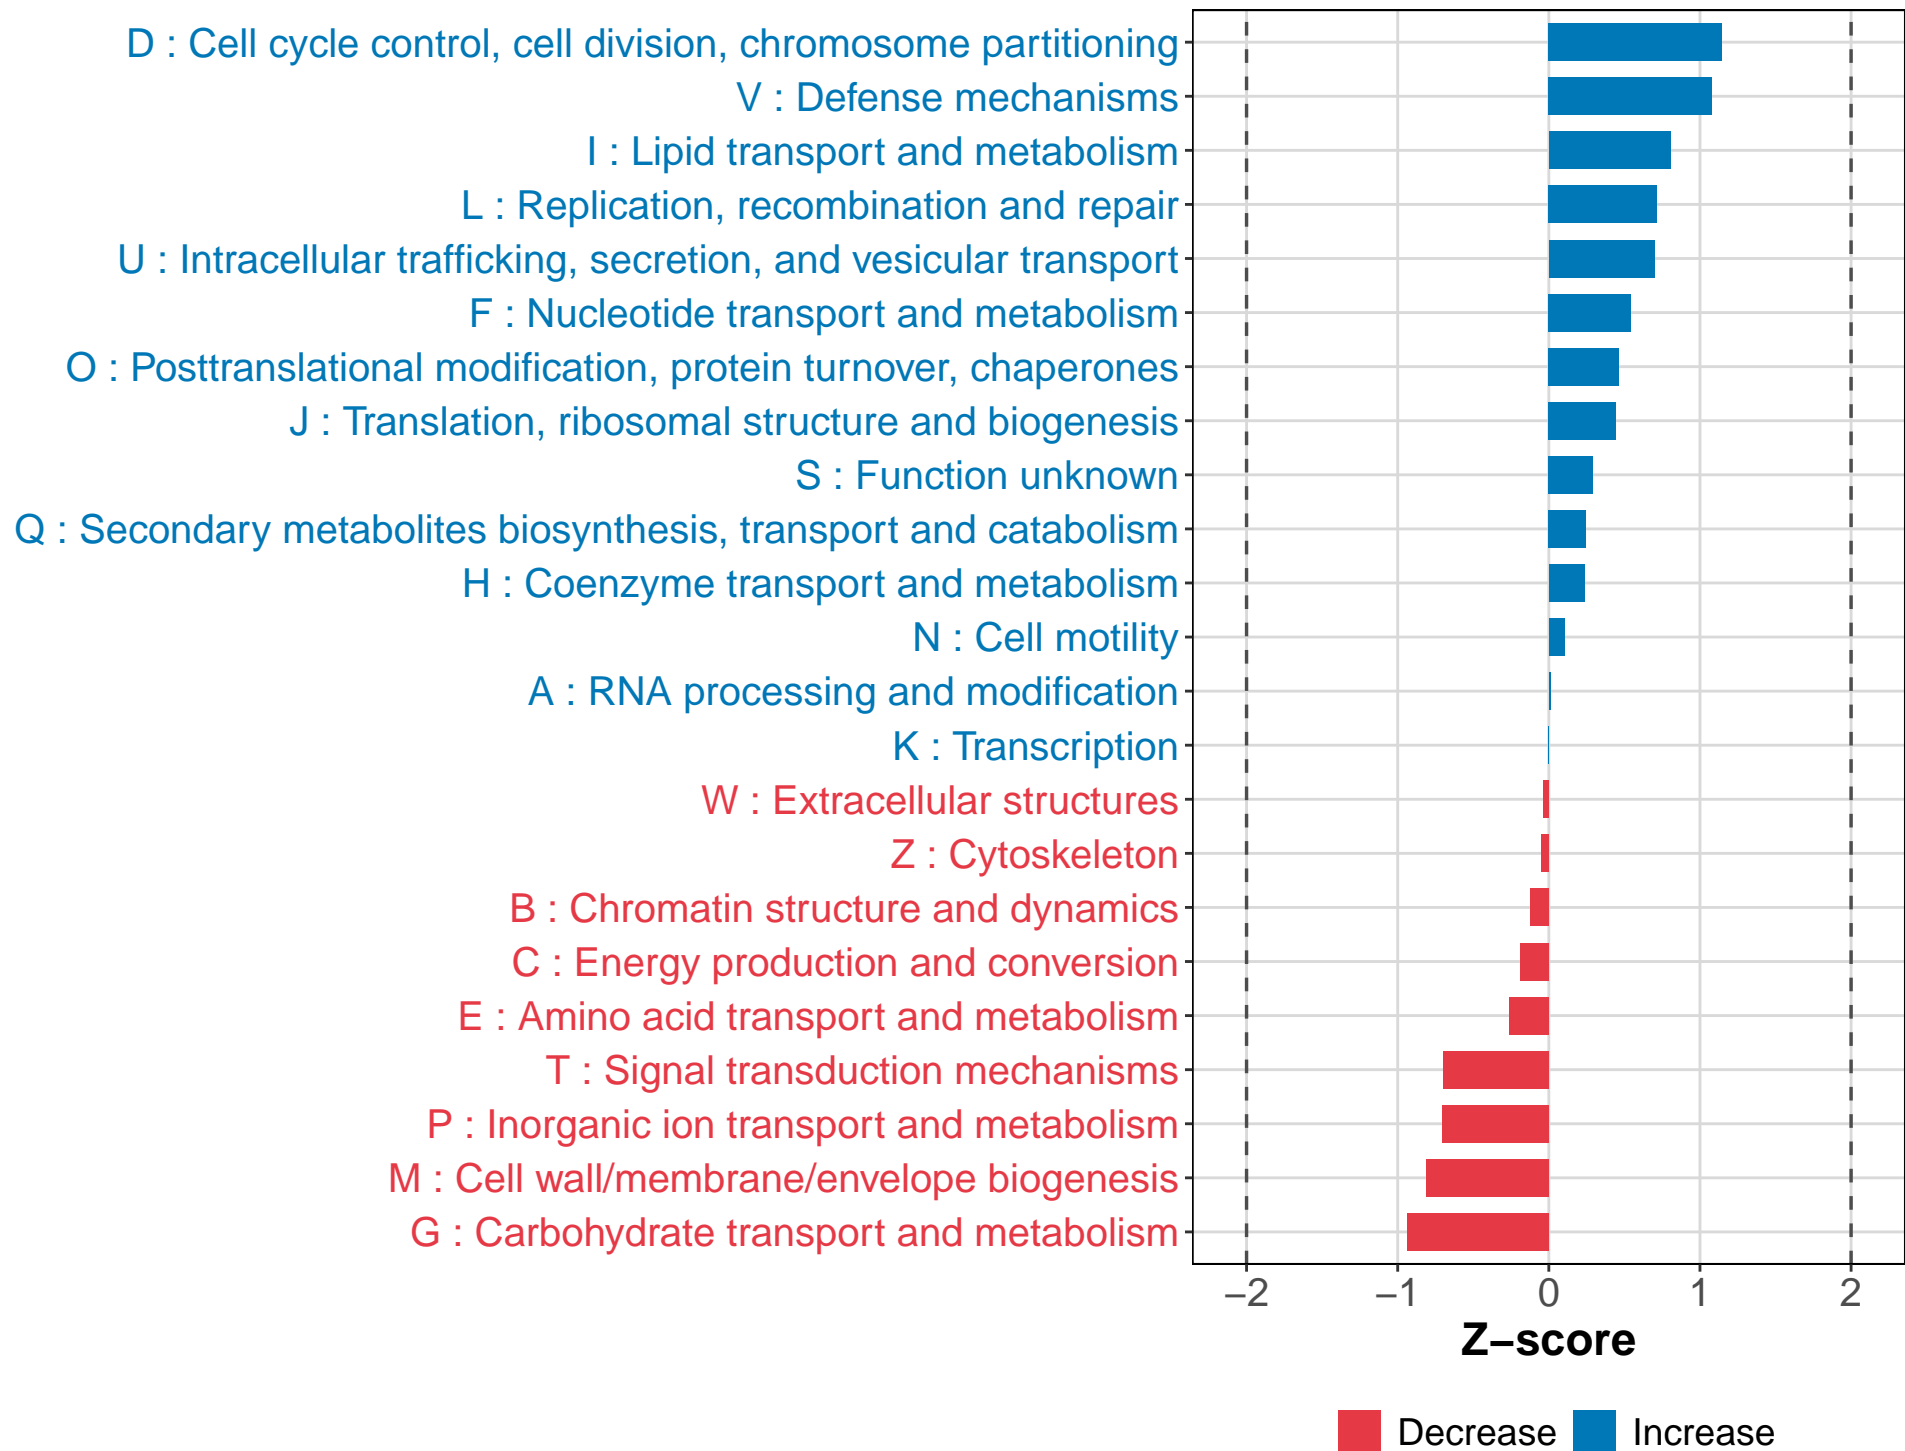 D : Cell cycle control, cell division, chromosome partitioning
V : Defense mechanisms
I : Lipid transport and metabolism
L : Replication, recombination and repair
U : Intracellular trafficking, secretion, and vesicular transport
F : Nucleotide transport and metabolism
O : Posttranslational modification, protein turnover, chaperones
J : Translation, ribosomal structure and biogenesis
S : Function unknown
Q : Secondary metabolites biosynthesis, transport and catabolism
H : Coenzyme transport and metabolism
N : Cell motility
A : RNA processing and modification
K : Transcription
W : Extracellular structures
Z : Cytoskeleton
B : Chromatin structure and dynamics
C : Energy production and conversion
E : Amino acid transport and metabolism
T : Signal transduction mechanisms
P : Inorganic ion transport and metabolism
M : Cell wall/membrane/envelope biogenesis
G : Carbohydrate transport and metabolism
−2 −1 0 1 2
Z−score
Decrease Increase